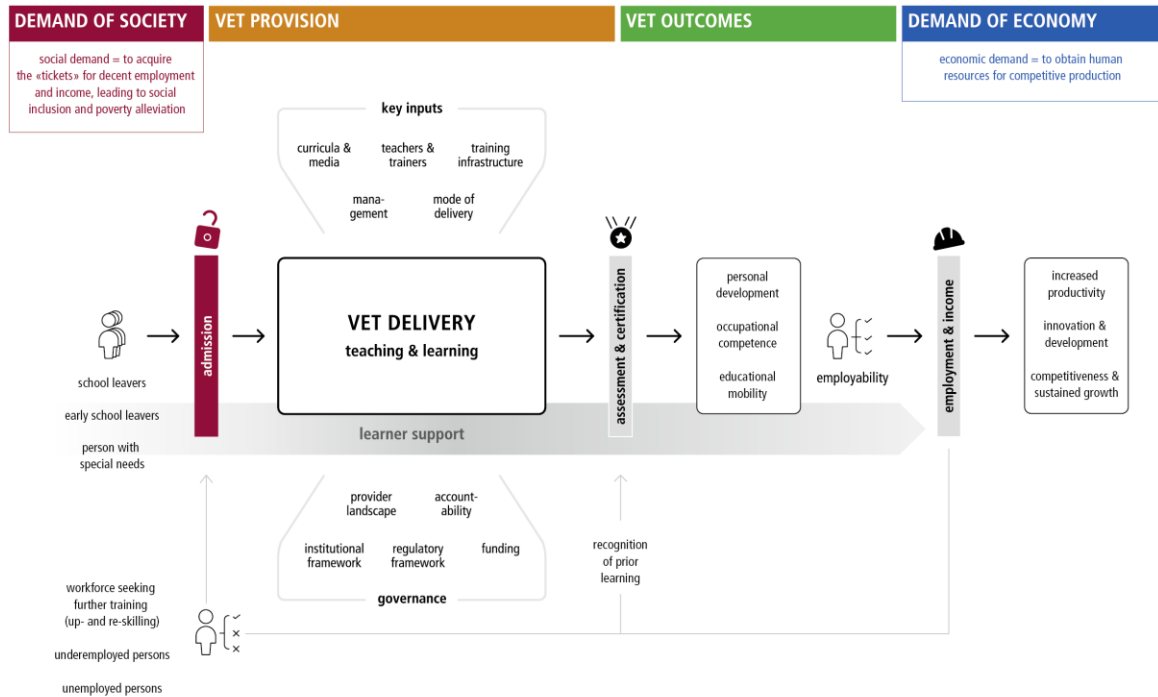 DEMAND OF SOCIETY
VET PROVISION
VET OUTCOMES
DEMAND OF ECONOMY
social demand = to acquire
the «tickets» for decent employment
and income, leading to social
inclusion and poverty alleviation
economic demand = to obtain human
resources for competitive production
key inputs
curricula &
media
teachers &
trainers
training
infrastructure
mana-
gement
mode of
delivery
school leavers
early school leavers
person with
special needs
admission
VET DELIVERY
teaching & learning
learner support
assessment & certification
personal
development
occupational
competence
educational
mobility
employability
employment & income
increased
productivity
innovation &
development
competitiveness &
sustained growth
provider
landscape
account-
ability
institutional
framework
regulatory
framework
funding
governance
recognition
of prior
learning
workforce seeking
further training
(up- and re-skilling)
underemployed persons
unemployed persons